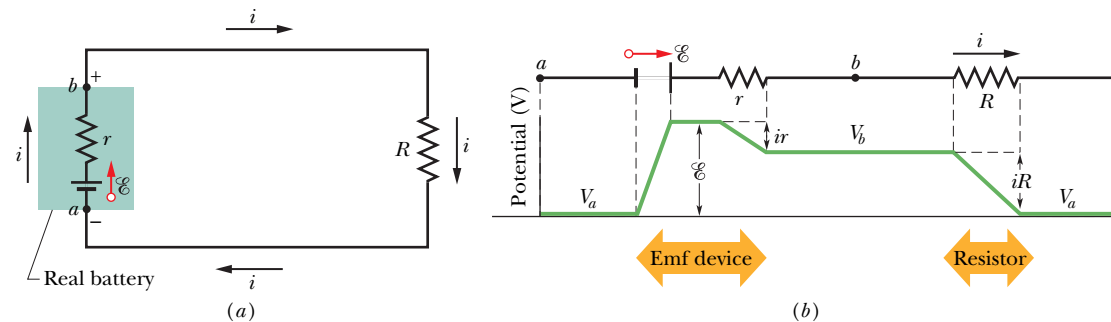 i
b +
r
i
ℰ
a
–
R i
i
Real battery
(a)
Potential (V)
a
ℰ
r
b
i
R
ir
ℰ
V_a
V_b
iR
V_a
Emf device
Resistor
(b)